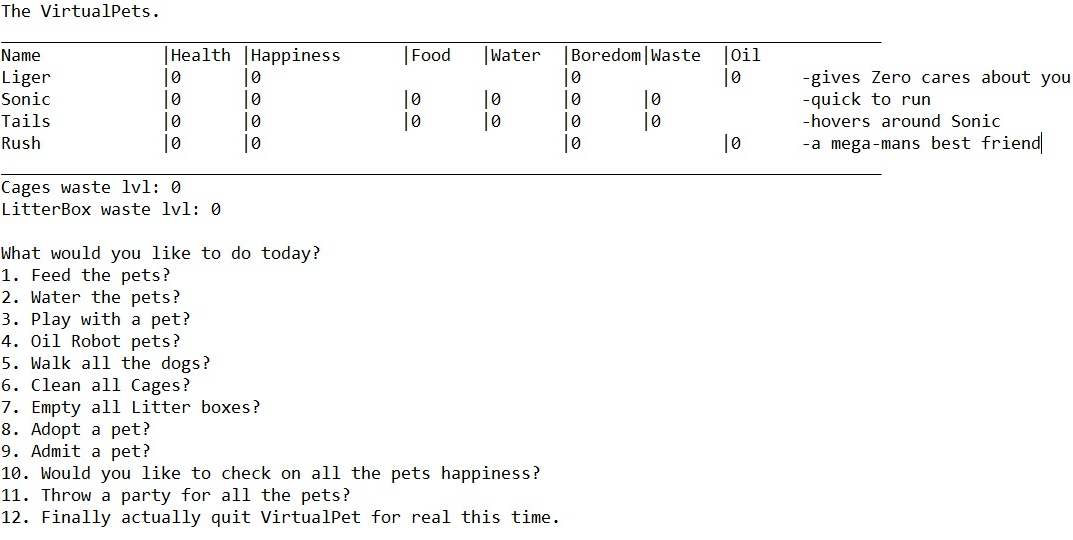 The VirtualPets.
Name |Health |Happiness |Food |Water |Boredom|Waste |Oil
Liger |0 |0 |0 |0 -gives Zero cares about you
Sonic |0 |0 |0 |0 |0 |0 -quick to run
Tails |0 |0 |0 |0 |0 |0 -hovers around Sonic
Rush |0 |0 |0 |0 -a mega-mans best friend
Cages waste lvl: 0
LitterBox waste lvl: 0
What would you like to do today?
1. Feed the pets?
2. Water the pets?
3. Play with a pet?
4. Oil Robot pets?
5. Walk all the dogs?
6. Clean all Cages?
7. Empty all Litter boxes?
8. Adopt a pet?
9. Admit a pet?
10. Would you like to check on all the pets happiness?
11. Throw a party for all the pets?
12. Finally actually quit VirtualPet for real this time.